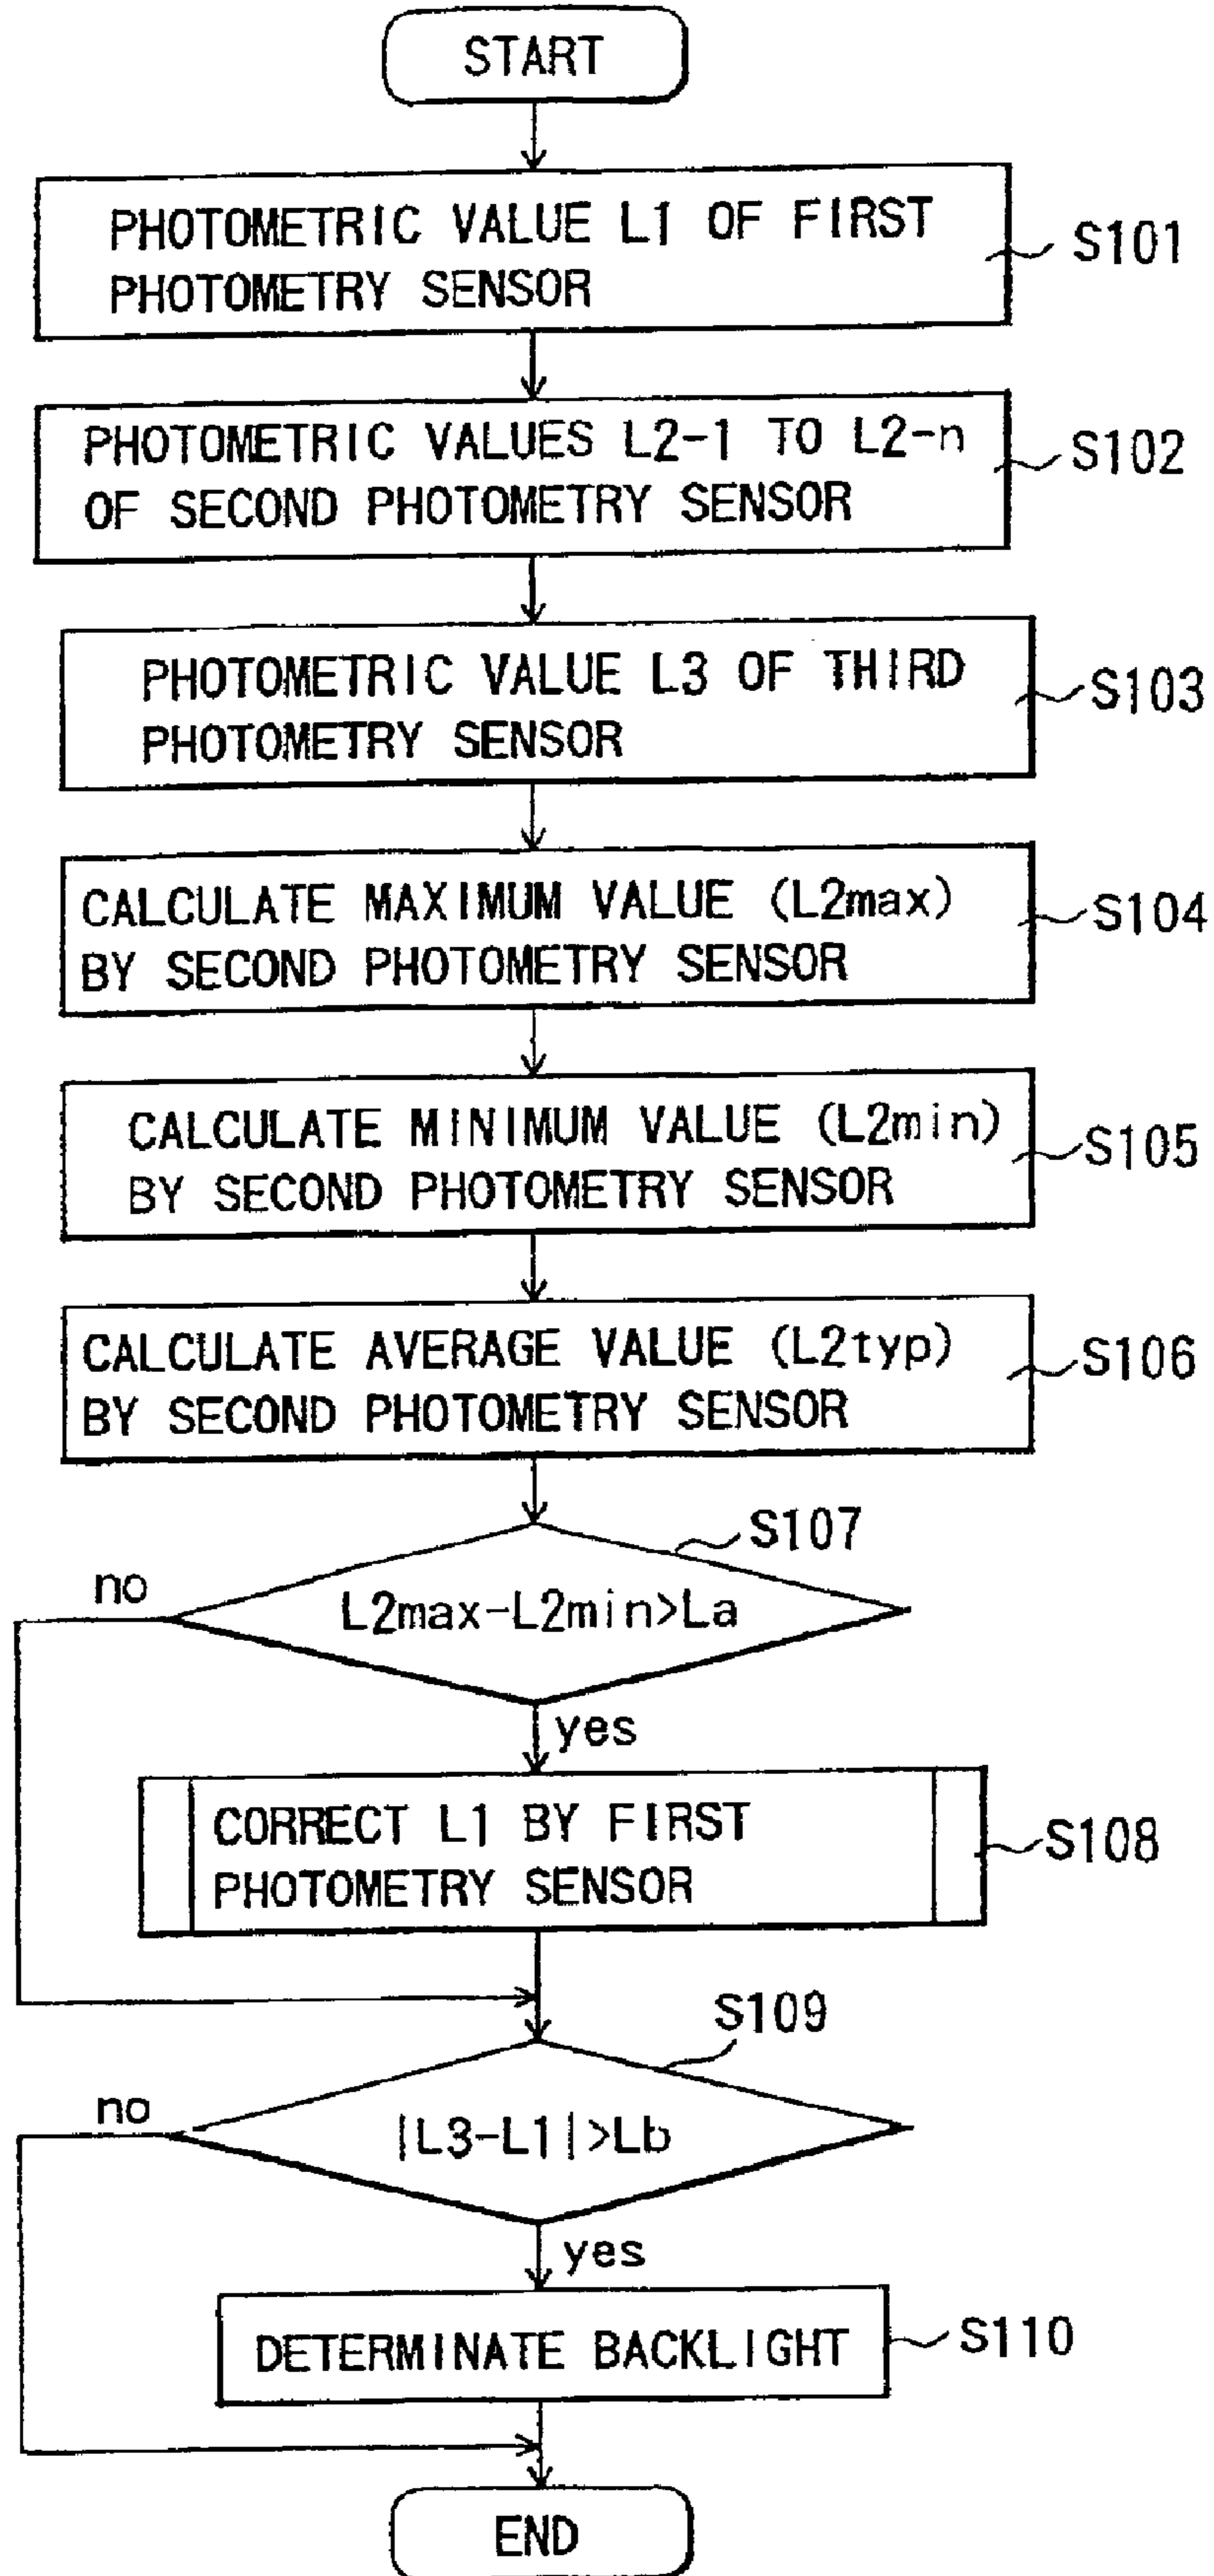 START
PHOTOMETRIC VALUE L1 OF FIRST
PHOTOMETRY SENSOR
S101
PHOTOMETRIC VALUES L2-1 TO L2-n
OF SECOND PHOTOMETRY SENSOR
S102
PHOTOMETRIC VALUE L3 OF THIRD
PHOTOMETRY SENSOR
S103
CALCULATE MAXIMUM VALUE (L2max)
BY SECOND PHOTOMETRY SENSOR
S104
CALCULATE MINIMUM VALUE (L2min)
BY SECOND PHOTOMETRY SENSOR
S105
CALCULATE AVERAGE VALUE (L2typ)
BY SECOND PHOTOMETRY SENSOR
S106
S107
no
L2max-L2min>La
yes
CORRECT L1 BY FIRST
PHOTOMETRY SENSOR
S108
S109
no
|L3-L1|>Lb
yes
DETERMINATE BACKLIGHT
S110
END